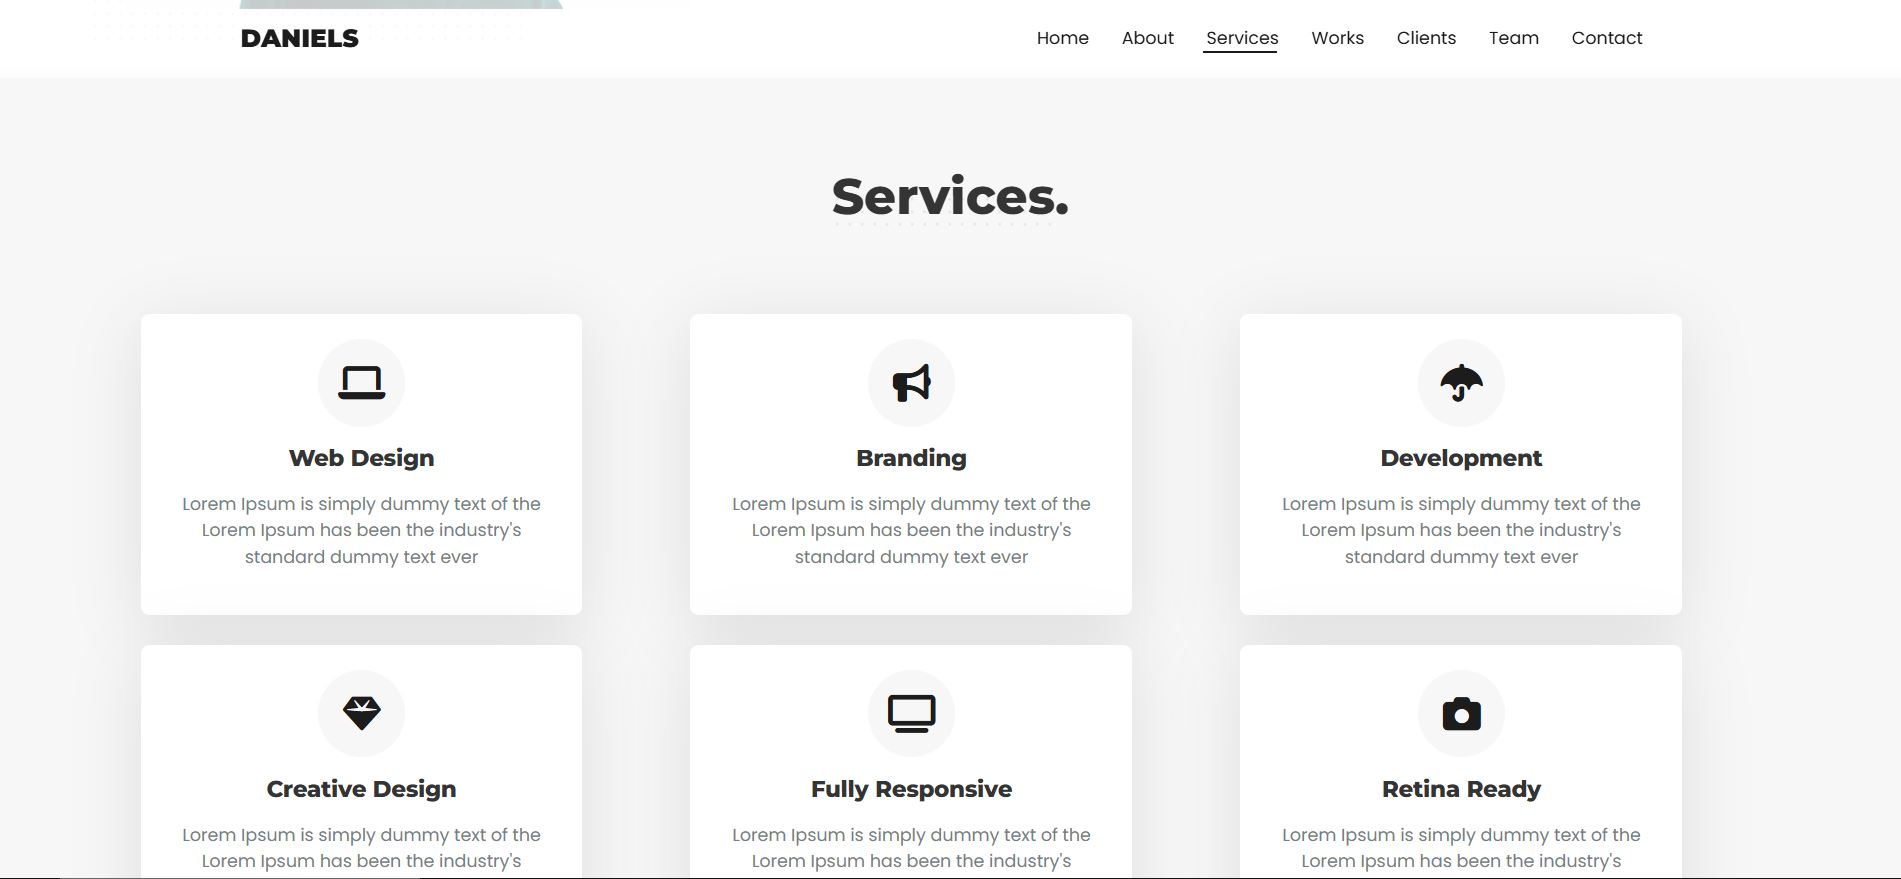 DANIELS
Home About Services Works Clients Team Contact
Services.
Web Design
Lorem Ipsum is simply dummy text of the
Lorem Ipsum has been the industry's
standard dummy text ever
Branding
Lorem Ipsum is simply dummy text of the
Lorem Ipsum has been the industry's
standard dummy text ever
Development
Lorem Ipsum is simply dummy text of the
Lorem Ipsum has been the industry's
standard dummy text ever
Creative Design
Lorem Ipsum is simply dummy text of the
Lorem Ipsum has been the industry's
Fully Responsive
Lorem Ipsum is simply dummy text of the
Lorem Ipsum has been the industry's
Retina Ready
Lorem Ipsum is simply dummy text of the
Lorem Ipsum has been the industry's